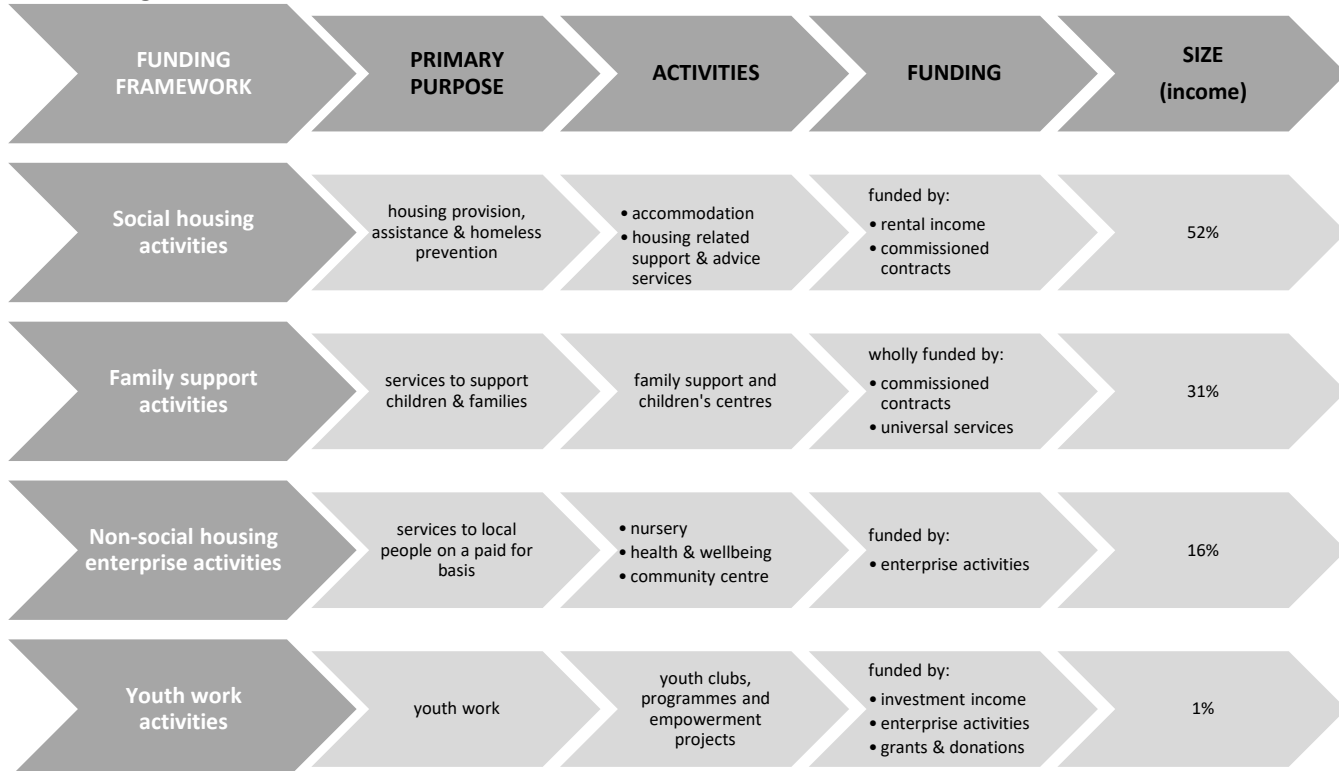 FUNDING
FRAMEWORK
PRIMARY
PURPOSE
ACTIVITIES
FUNDING
SIZE
(income)
Social housing
activities
housing provision,
assistance & homeless
prevention
• accommodation
• housing related
support & advice
services
funded by:
• rental income
• commissioned
contracts
52%
Family support
activities
services to support
children & families
family support and
children's centres
wholly funded by:
• commissioned
contracts
• universal services
31%
Non-social housing
enterprise activities
services to local
people on a paid for
basis
• nursery
• health & wellbeing
• community centre
funded by:
• enterprise activities
16%
Youth work
activities
youth work
youth clubs,
programmes and
empowerment
projects
funded by:
• investment income
• enterprise activities
• grants & donations
1%